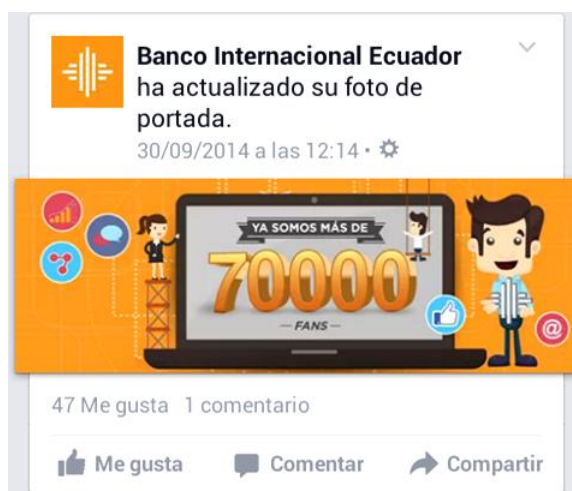 Banco Internacional Ecuador
ha actualizado su foto de
portada.
30/09/2014 a las 12:14 •
YA SOMOS MÁS DE
70000
FANS
@
47 Me gusta 1 comentario
Me gusta Comentar Compartir